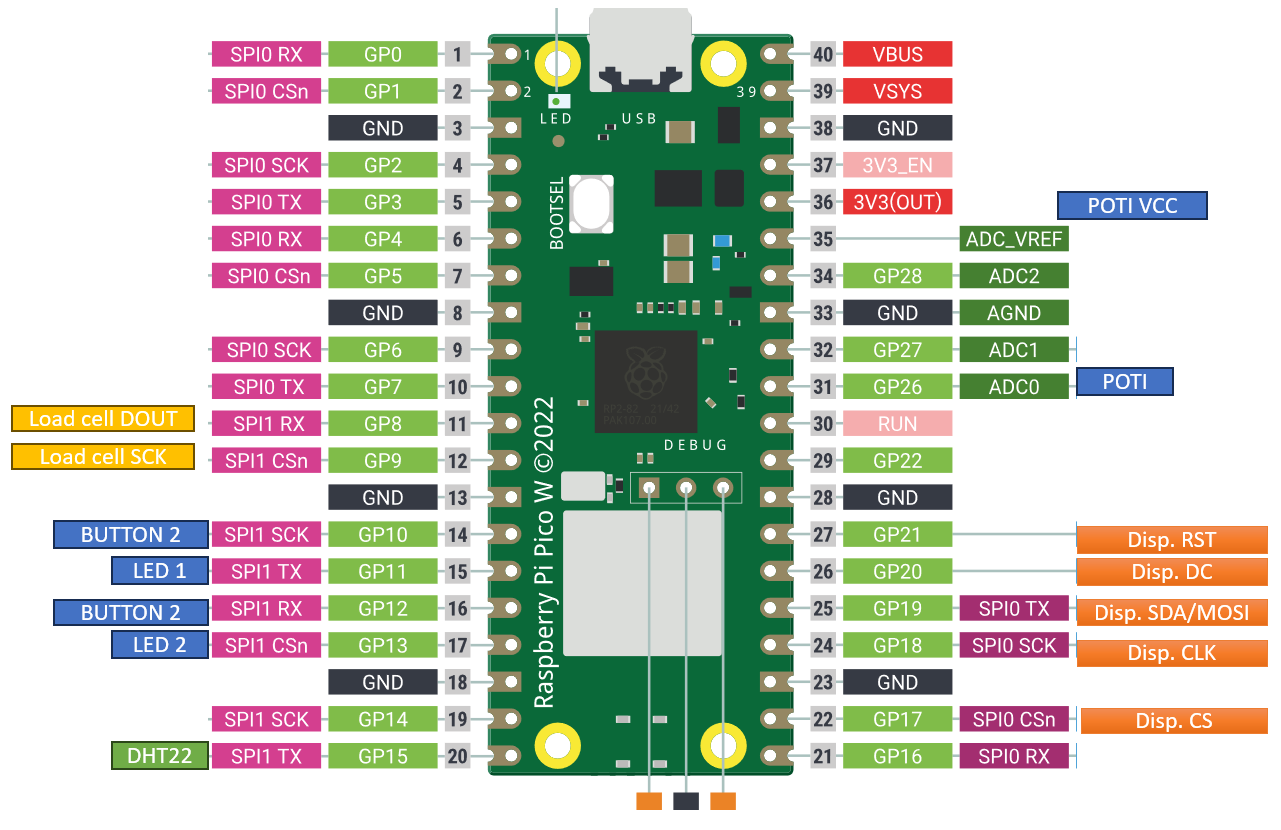 SPI0 RX GP0 1
SPI0 CSn GP1 2
GND 3
SPI0 SCK GP2 4
SPI0 TX GP3 5
SPI0 RX GP4 6
SPI0 CSn GP5 7
GND 8
SPI0 SCK GP6 9
SPI0 TX GP7 10
Load cell DOUT SPI1 RX GP8 11
Load cell SCK SPI1 CSn GP9 12
GND 13
BUTTON 2 SPI1 SCK GP10 14
LED 1 SPI1 TX GP11 15
BUTTON 2 SPI1 RX GP12 16
LED 2 SPI1 CSn GP13 17
GND 18
SPI1 SCK GP14 19
DHT22 SPI1 TX GP15 20
1
2
39
LED
USB
BOOTSEL
RP2-B2 21/42
PAK107.00
DEBUG
Raspberry Pi Pico W ©2022
40 VBUS
39 VSYS
38 GND
37 3V3_EN
36 3V3(OUT) POTI VCC
35 ADC_VREF
34 GP28 ADC2
33 GND AGND
32 GP27 ADC1
31 GP26 ADC0 POTI
30 RUN
29 GP22
28 GND
27 GP21 Disp. RST
26 GP20 Disp. DC
25 GP19 SPI0 TX Disp. SDA/MOSI
24 GP18 SPI0 SCK Disp. CLK
23 GND
22 GP17 SPI0 CSn Disp. CS
21 GP16 SPI0 RX